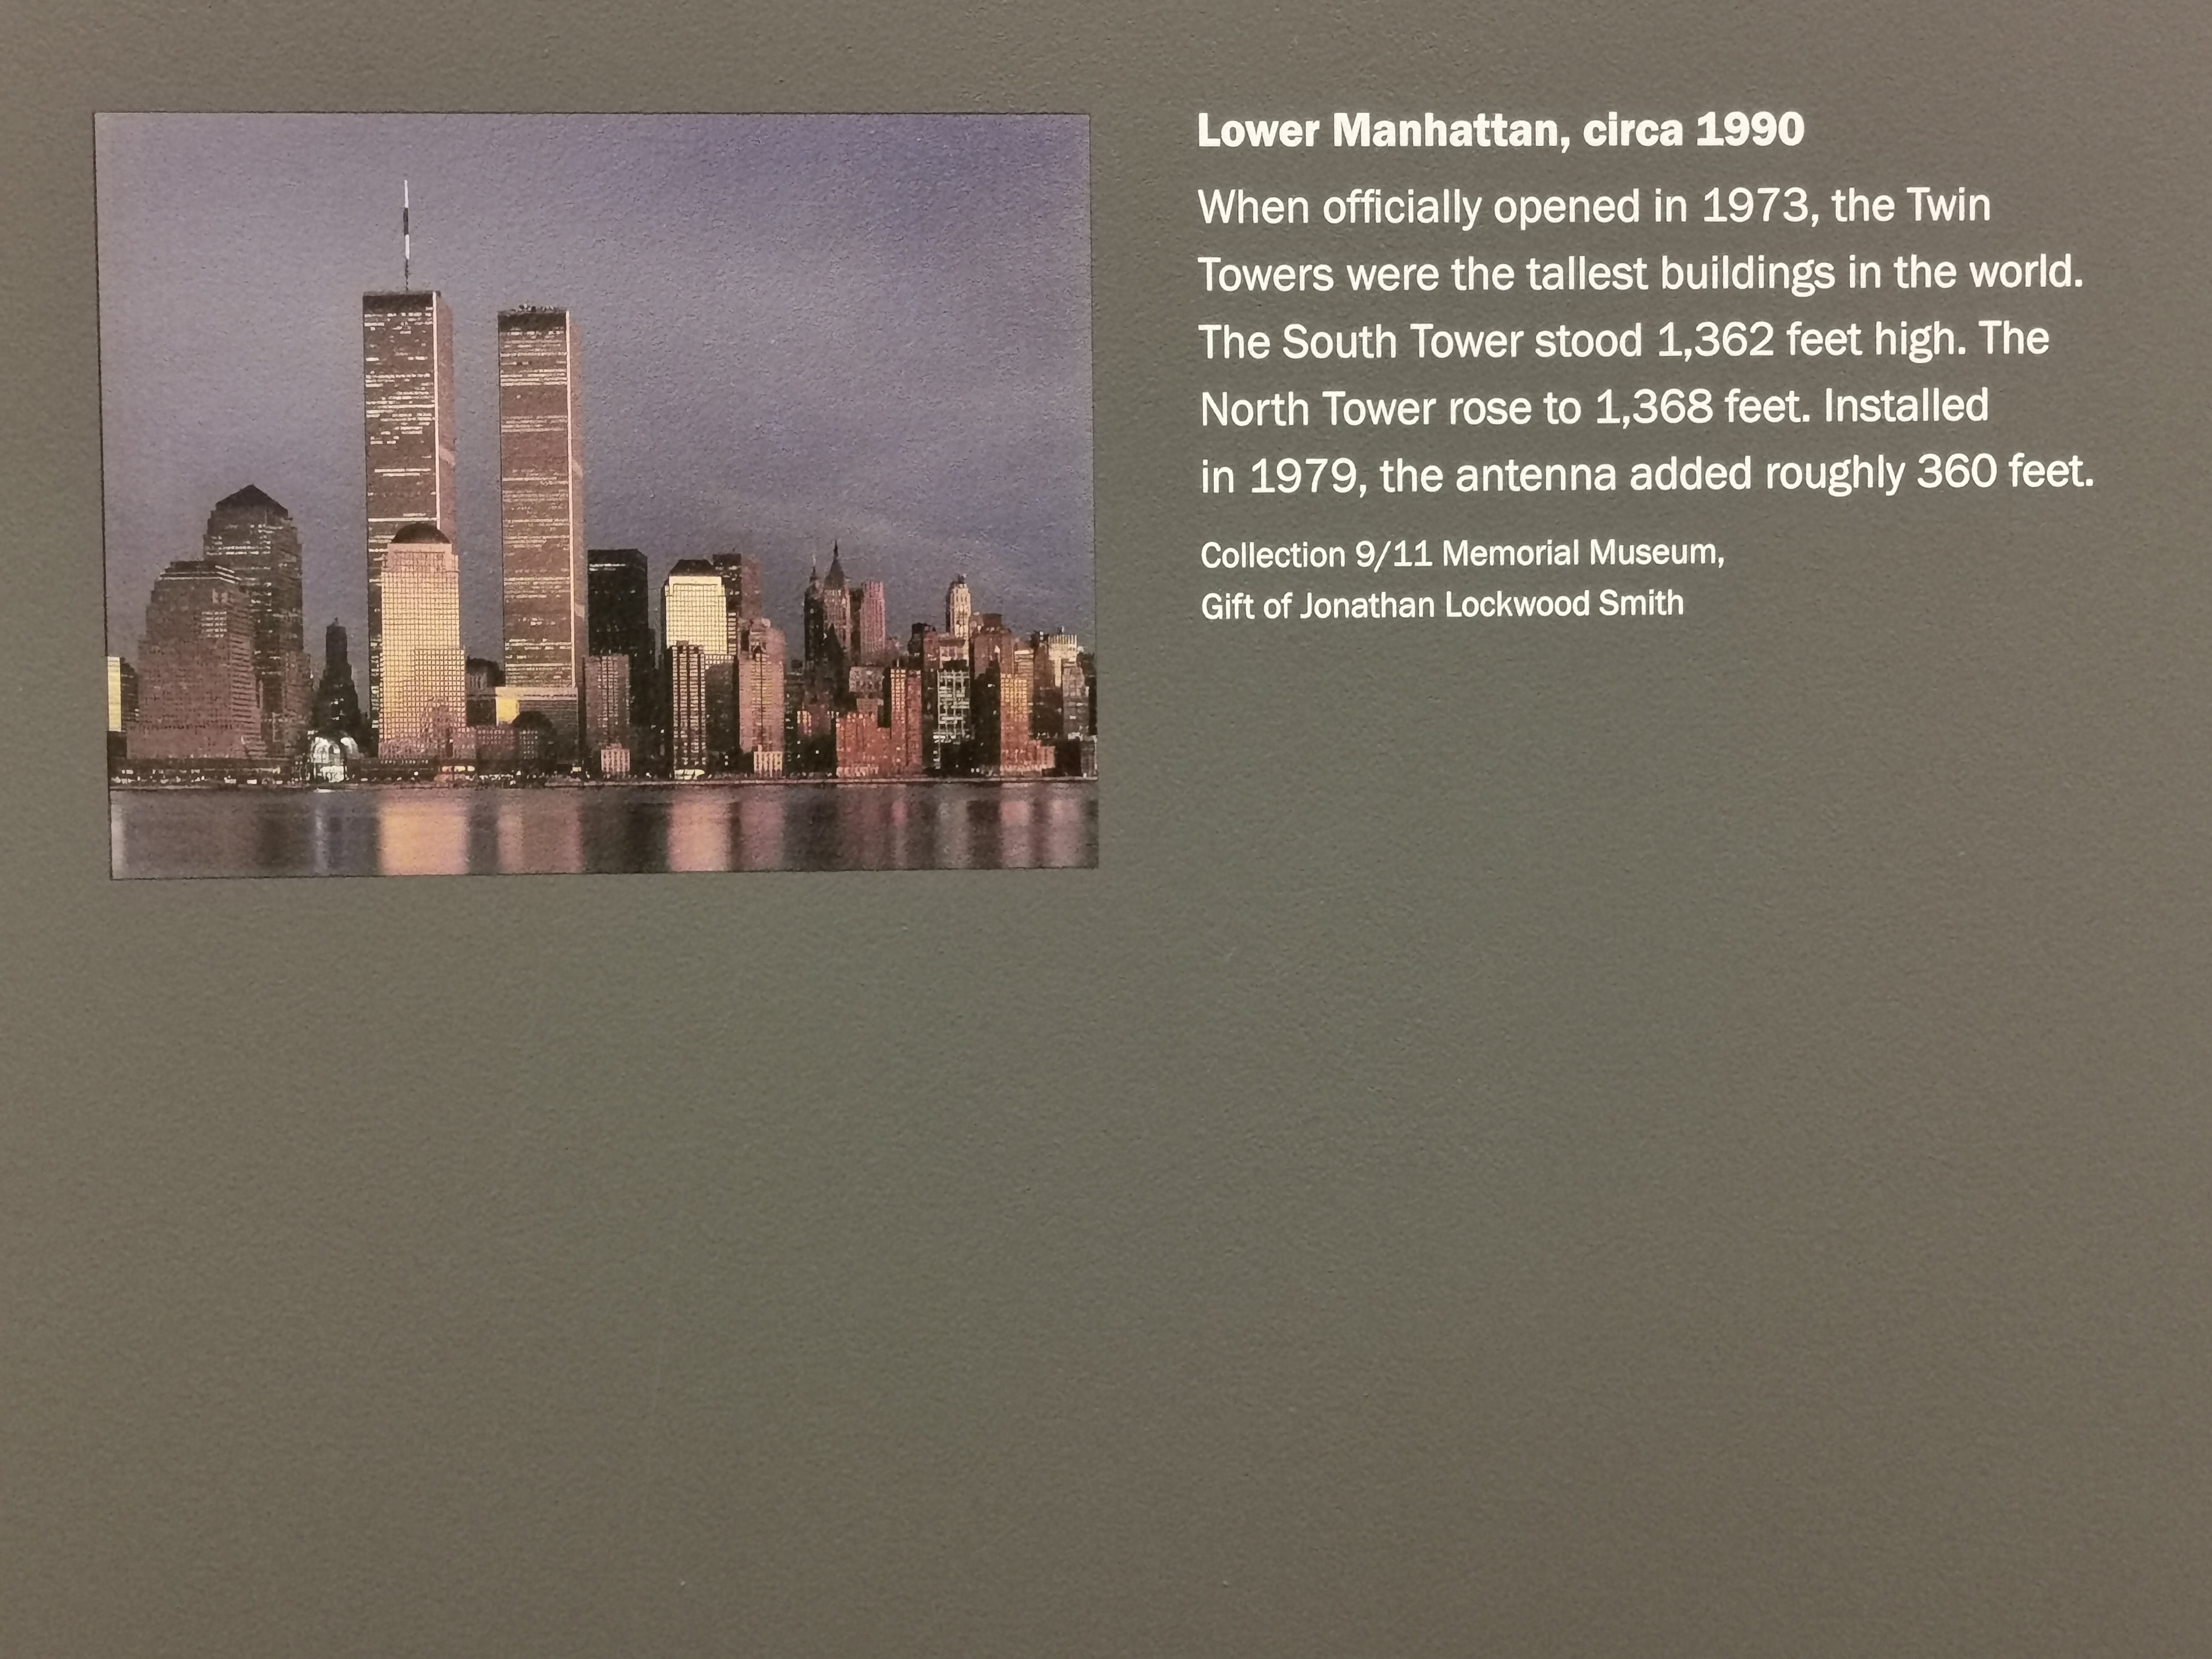 Lower Manhattan, circa 1990
When officially opened in 1973, the Twin
Towers were the tallest buildings in the world.
The South Tower stood 1,362 feet high. The
North Tower rose to 1,368 feet. Installed
in 1979, the antenna added roughly 360 feet.
Collection 9/11 Memorial Museum,
Gift of Jonathan Lockwood Smith